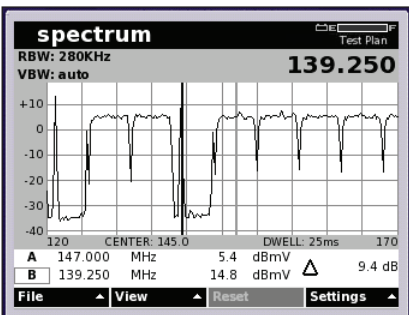 spectrum
E F
Test Plan
RBW: 280KHz
VBW: auto
139.250
+10
0
-10
-20
-30
-40
120 CENTER: 145.0 DWELL: 25ms 170
A 147.000 MHz 5.4 dBmV
B 139.250 MHz 14.8 dBmV
Δ 9.4 dB
File View Reset Settings